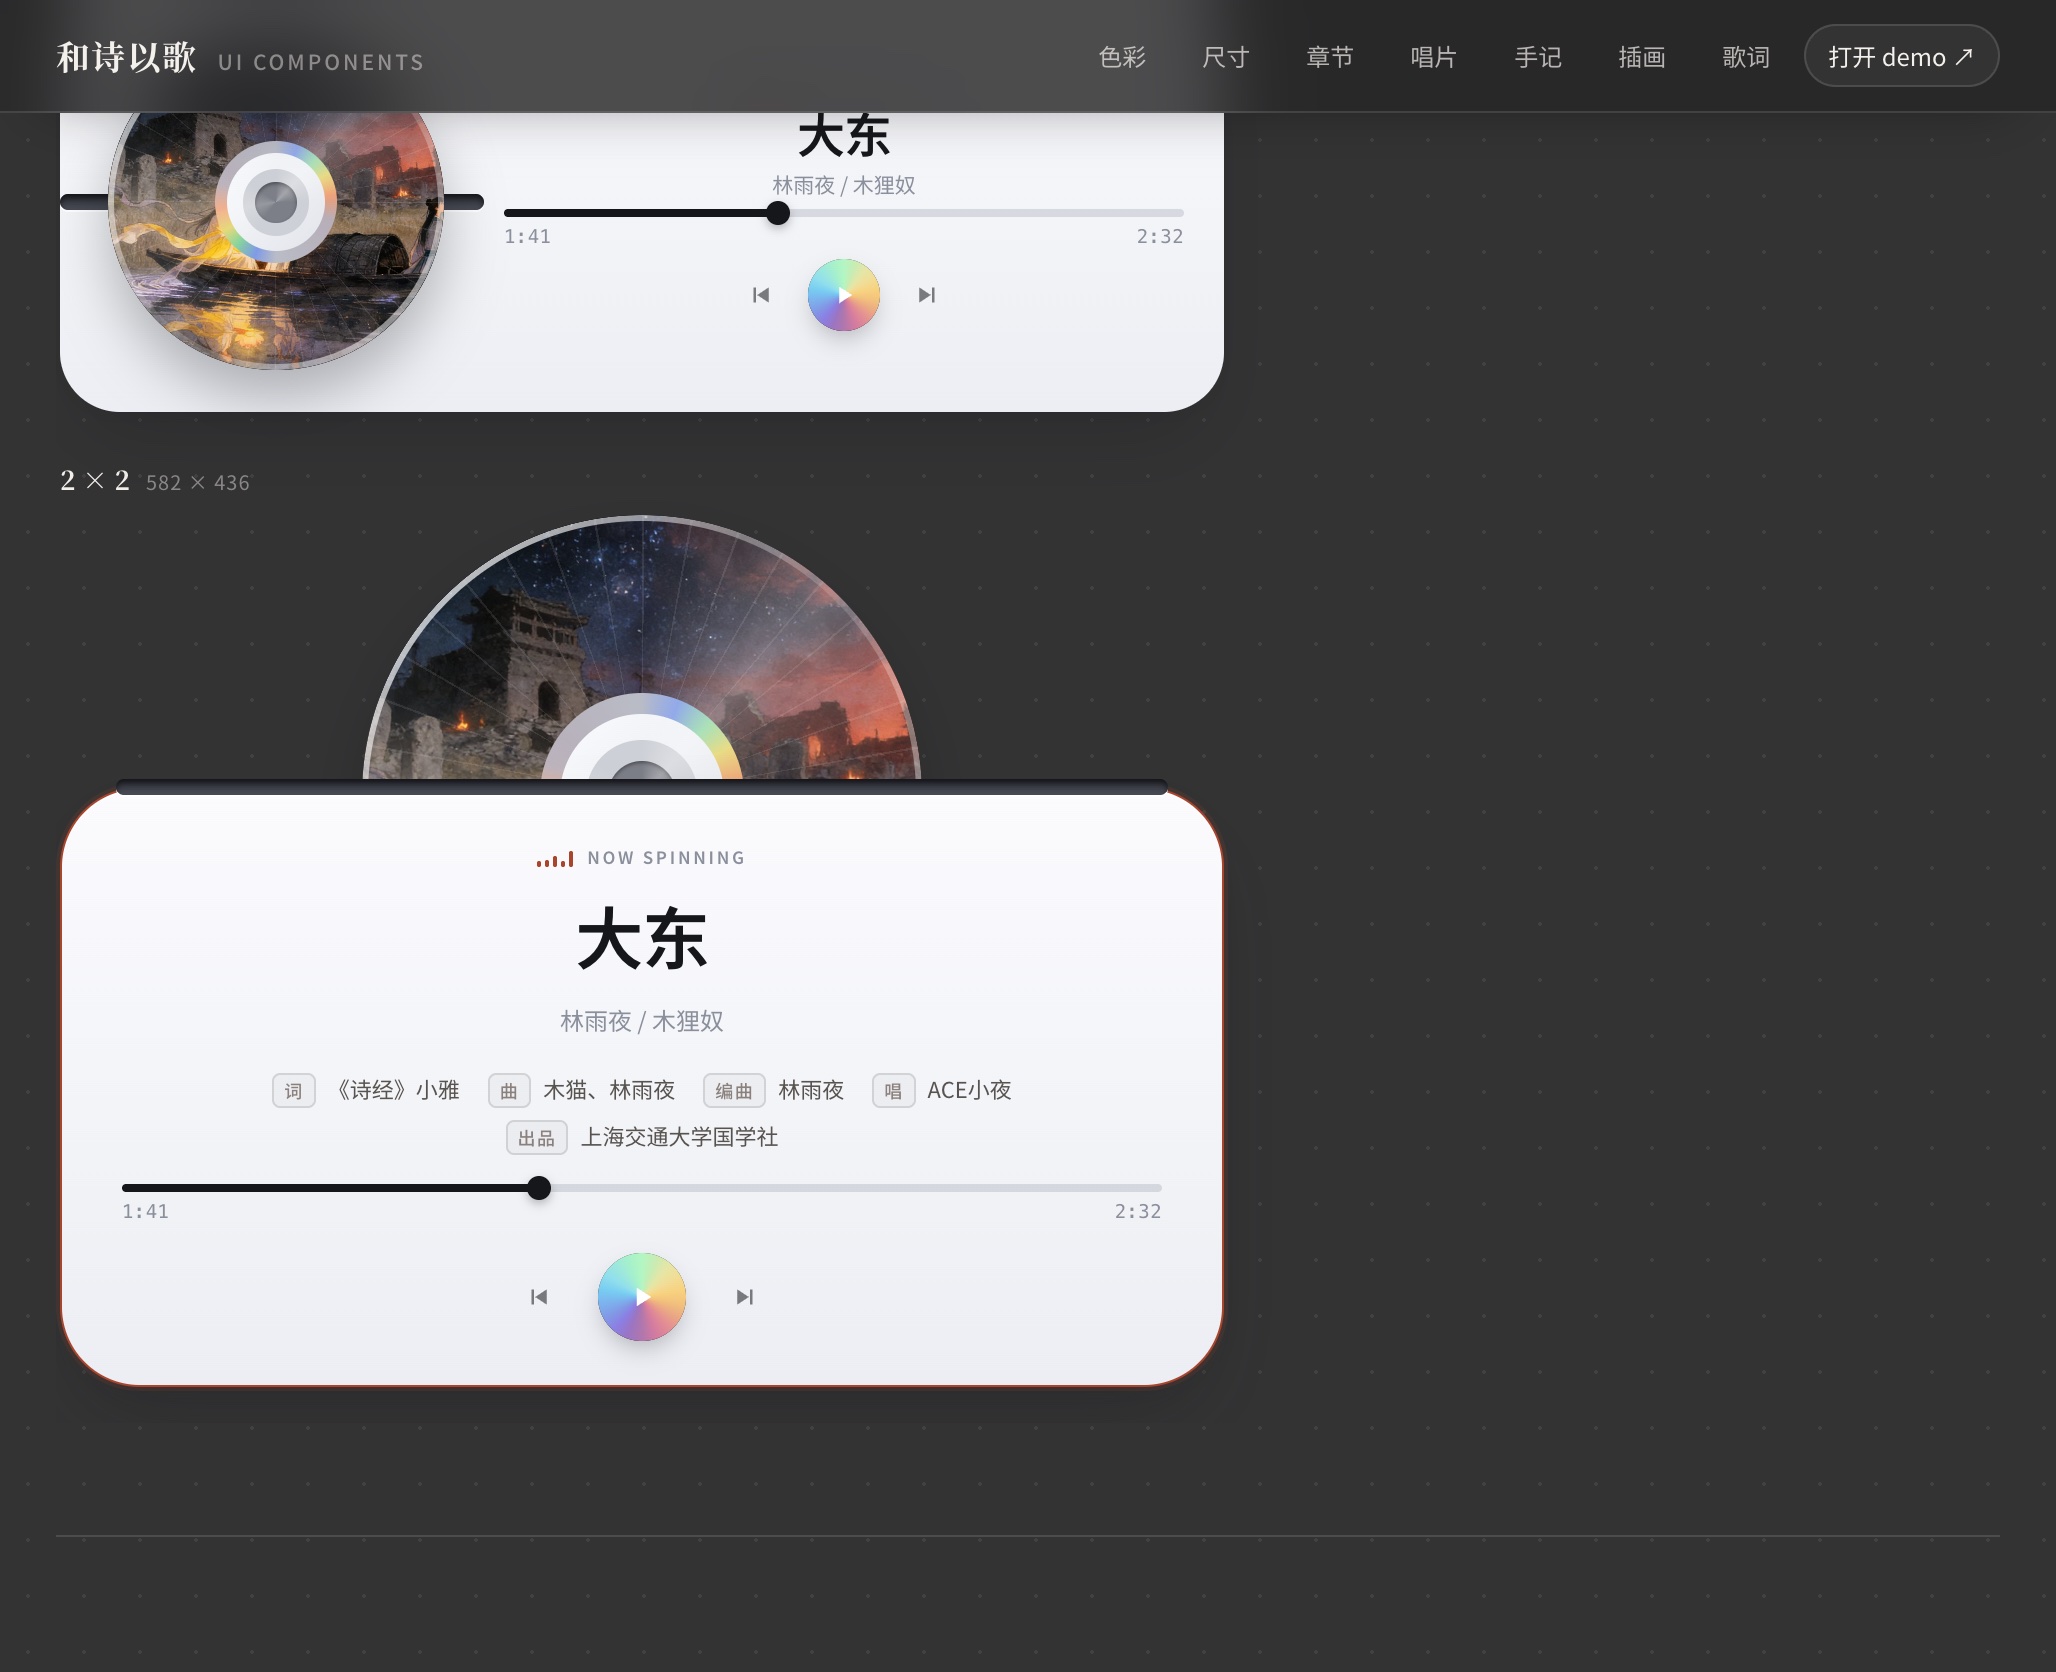 和诗以歌 UI COMPONENTS 色彩 尺寸 章节 唱片 手记 插画 歌词 打开 demo ↗
大东
林雨夜 / 木狸奴
1:41 2:32
2 × 2 582 × 436
NOW SPINNING
大东
林雨夜 / 木狸奴
词 《诗经》小雅 曲 木猫、林雨夜 编曲 林雨夜 唱 ACE小夜
出品 上海交通大学国学社
1:41 2:32